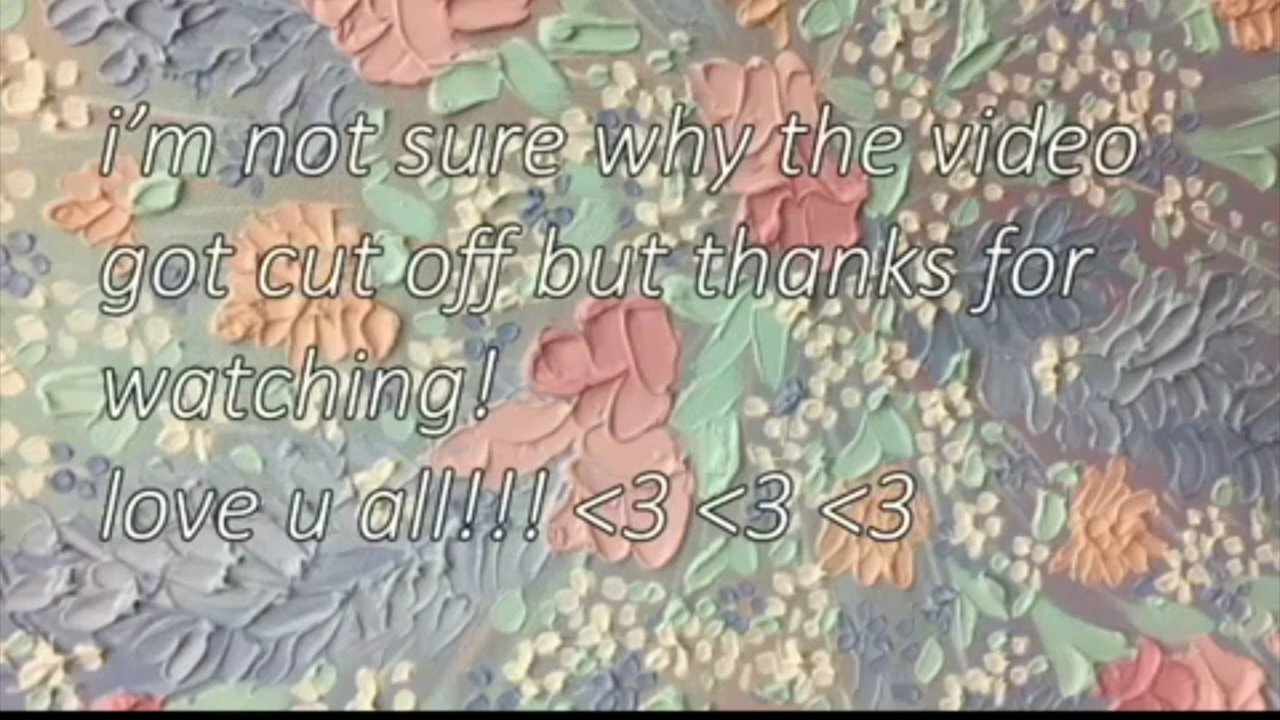 i'm not sure why the video
got cut off but thanks for
watching!
love u all!!! <3 <3 <3